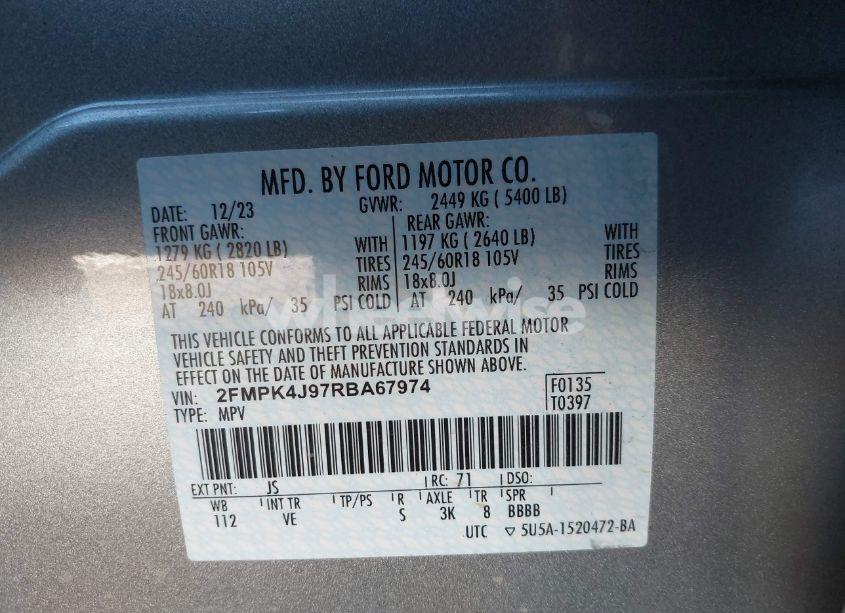 MFD. BY FORD MOTOR CO.
DATE: 12/23 GVWR: 2449 KG ( 5400 LB)
FRONT GAWR: REAR GAWR:
1279 KG ( 2820 LB) WITH 1197 KG ( 2640 LB) WITH
245/60R18 105V TIRES 245/60R18 105V TIRES
18x8.0J RIMS 18x8.0J RIMS
AT 240 kPa/ 35 PSI COLD AT 240 kPa/ 35 PSI COLD
wheelwise
THIS VEHICLE CONFORMS TO ALL APPLICABLE FEDERAL MOTOR
VEHICLE SAFETY AND THEFT PREVENTION STANDARDS IN
EFFECT ON THE DATE OF MANUFACTURE SHOWN ABOVE.
VIN: 2FMPK4J97RBA67974 F0135
TYPE: MPV T0397
EXT PNT: JS RC: 71 DSO:
WB INT TR TP/PS R AXLE TR SPR
112 VE S 3K 8 BBBB
UTC ▽ 5U5A-1520472-BA